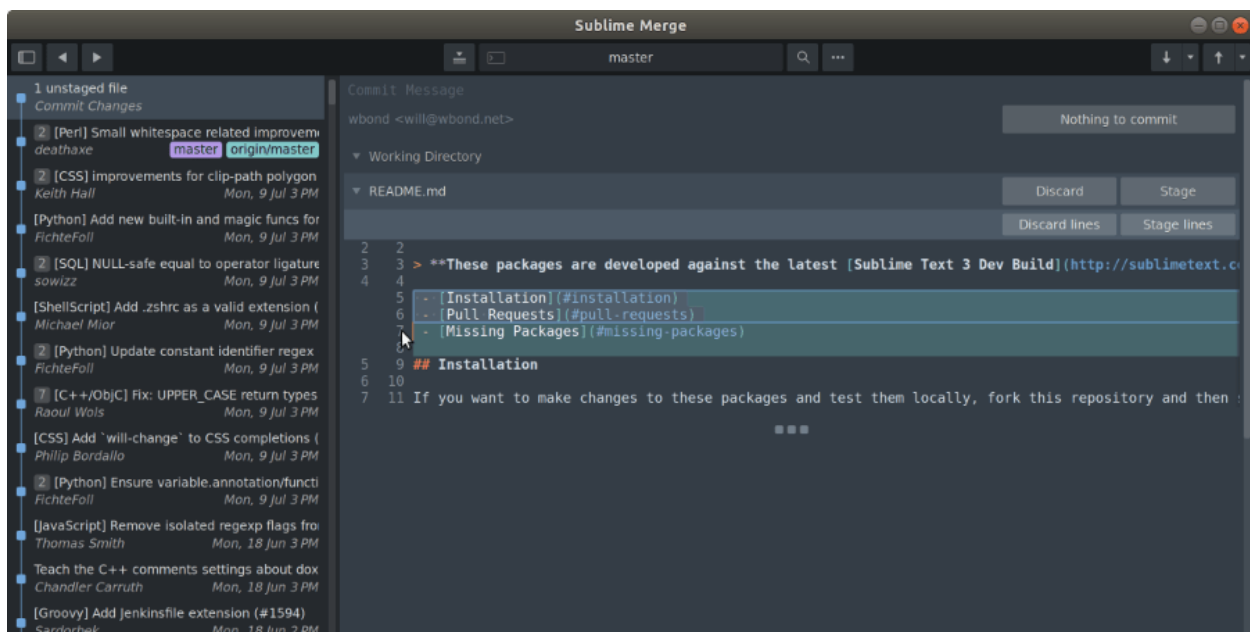 Sublime Merge
master
1 unstaged file
Commit Changes
2 [Perl] Small whitespace related improvem
deathaxe master origin/master
2 [CSS] improvements for clip-path polygon
Keith Hall Mon, 9 Jul 3 PM
[Python] Add new built-in and magic funcs for
FichteFoll Mon, 9 Jul 3 PM
2 [SQL] NULL-safe equal to operator ligature
sowizz Mon, 9 Jul 3 PM
[ShellScript] Add .zshrc as a valid extension (
Michael Mior Mon, 9 Jul 3 PM
2 [Python] Update constant identifier regex
FichteFoll Mon, 9 Jul 3 PM
7 [C++/ObjC] Fix: UPPER_CASE return types
Raoul Wols Mon, 9 Jul 3 PM
[CSS] Add `will-change` to CSS completions (
Philip Bordallo Mon, 9 Jul 3 PM
2 [Python] Ensure variable.annotation/functi
FichteFoll Mon, 9 Jul 3 PM
[JavaScript] Remove isolated regexp flags fro
Thomas Smith Mon, 18 Jun 3 PM
Teach the C++ comments settings about dox
Chandler Carruth Mon, 18 Jun 3 PM
[Groovy] Add Jenkinsfile extension (#1594)
Sardorbek Mon, 18 Jun 2 PM
Commit Message
wbond <will@wbond.net>
Nothing to commit
Working Directory
README.md
Discard Stage
Discard lines Stage lines
2 2
3 3 > **These packages are developed against the latest [Sublime Text 3 Dev Build](http://sublimetext.c
4 4
5 - [Installation](#installation)
6 - [Pull Requests](#pull-requests)
7 - [Missing Packages](#missing-packages)
8
5 9 ## Installation
6 10
7 11 If you want to make changes to these packages and test them locally, fork this repository and then